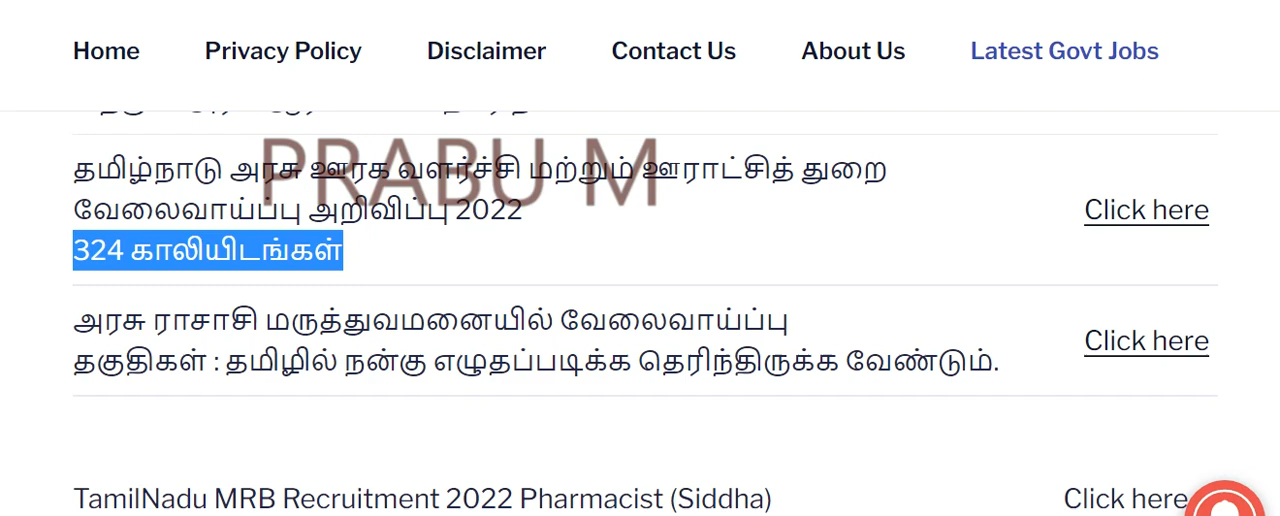 Home Privacy Policy Disclaimer Contact Us About Us Latest Govt Jobs
தமிழ்நாடு அரசு ஊரக வளர்ச்சி மற்றும் ஊராட்சித் துறை
PRABU M
வேலைவாய்ப்பு அறிவிப்பு 2022
Click here
324 காலியிடங்கள்
அரசு ராசாசி மருத்துவமனையில் வேலைவாய்ப்பு
Click here
தகுதிகள் : தமிழில் நன்கு எழுதப்படிக்க தெரிந்திருக்க வேண்டும்.
TamilNadu MRB Recruitment 2022 Pharmacist (Siddha) Click here